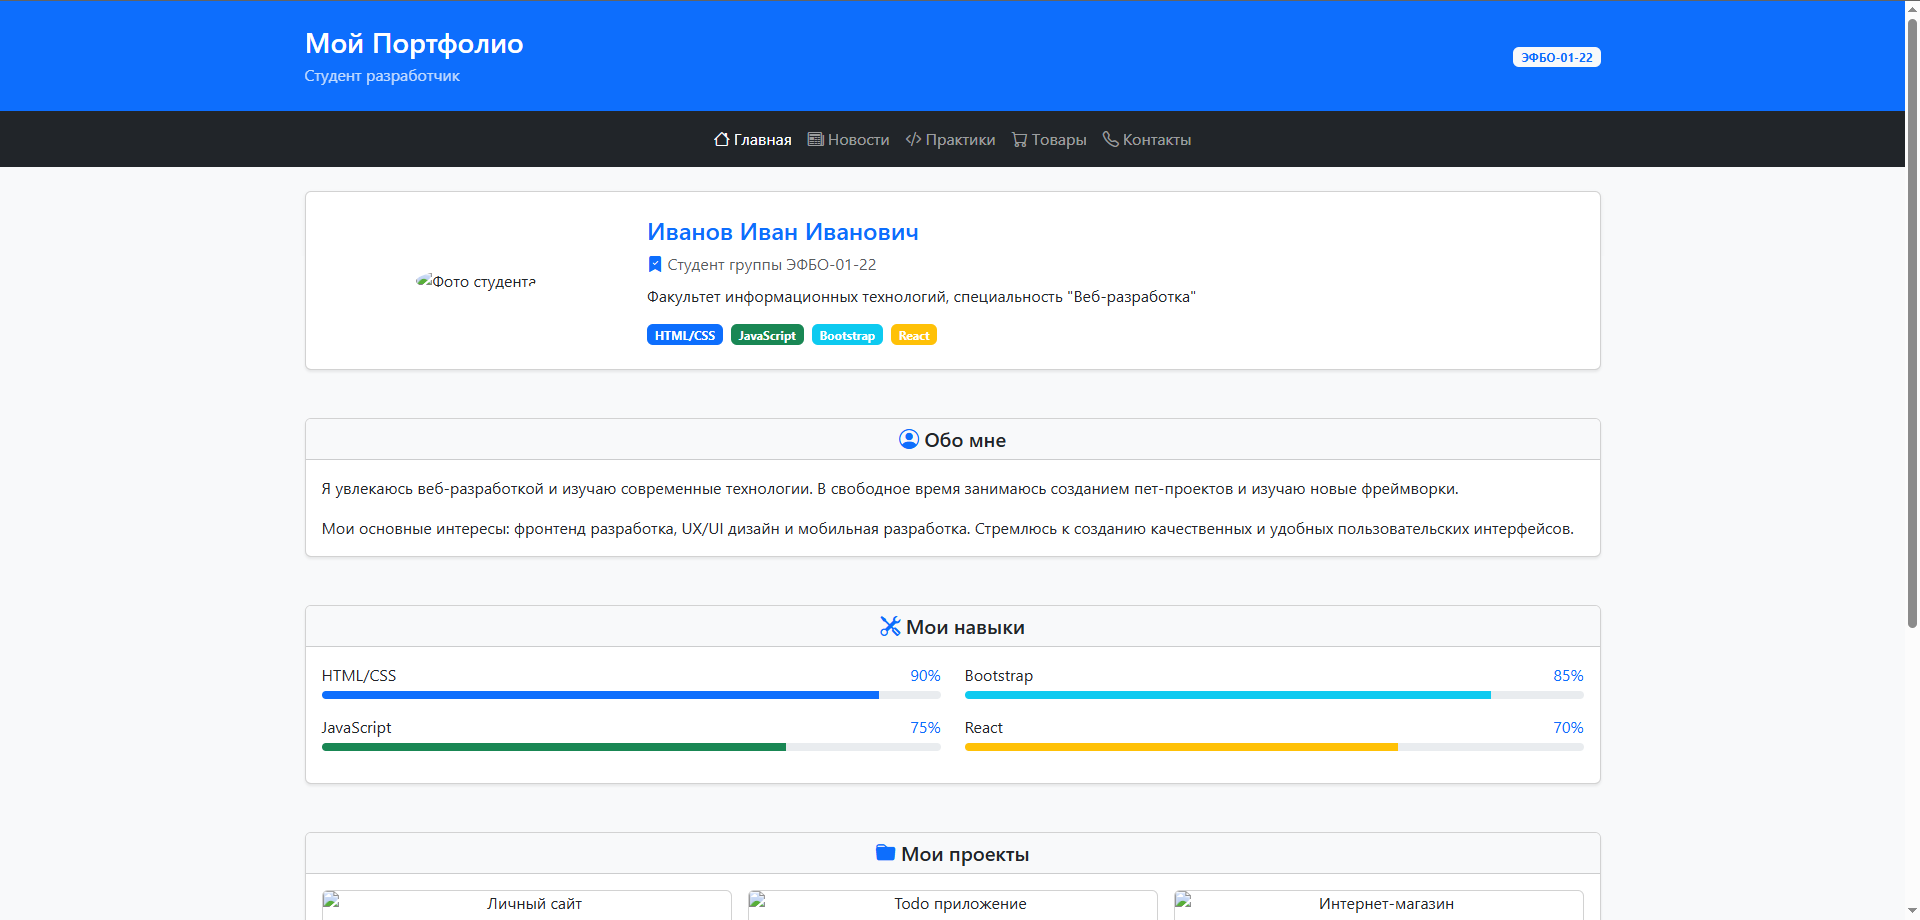 Мой Портфолио
Студент разработчик
ЭФБО-01-22
Главная Новости Практики Товары Контакты
Фото студента
Иванов Иван Иванович
Студент группы ЭФБО-01-22
Факультет информационных технологий, специальность "Веб-разработка"
HTML/CSS JavaScript Bootstrap React
Обо мне
Я увлекаюсь веб-разработкой и изучаю современные технологии. В свободное время занимаюсь созданием пет-проектов и изучаю новые фреймворки.
Мои основные интересы: фронтенд разработка, UX/UI дизайн и мобильная разработка. Стремлюсь к созданию качественных и удобных пользовательских интерфейсов.
Мои навыки
HTML/CSS 90%
Bootstrap 85%
JavaScript 75%
React 70%
Мои проекты
Личный сайт
Todo приложение
Интернет-магазин